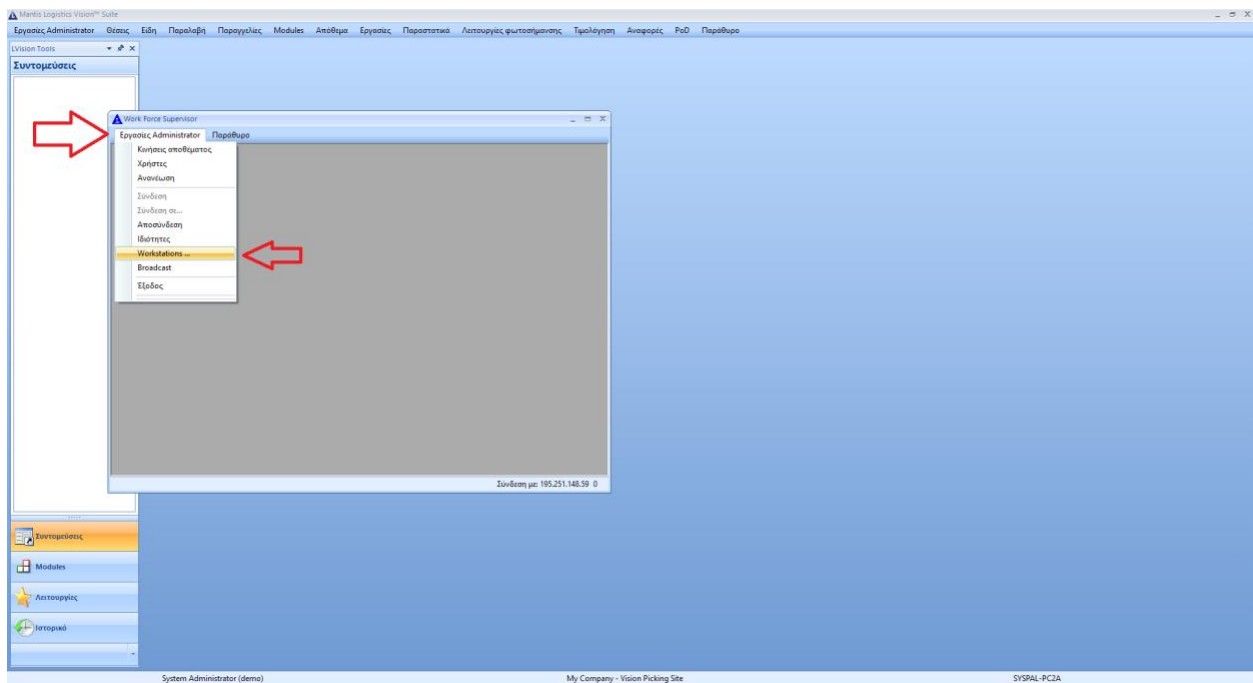 Mantis Logistics Vision™ Suite
Εργασίες Administrator Θέσεις Είδη Παραλαβή Παραγγελίες Modules Απόθεμα Εργασίες Παραστατικά Λειτουργίες φωτοσήμανσης Τιμολόγηση Αναφορές PoD Παράθυρο
LVision Tools
Συντομεύσεις
Work Force Supervisor
Εργασίες Administrator Παράθυρο
Κινήσεις αποθέματος
Χρήστες
Ανανέωση
Σύνδεση
Σύνδεση σε...
Αποσύνδεση
Ιδιότητες
Workstations ...
Broadcast
Έξοδος
Σύνδεση με: 195.251.148.59 0
Συντομεύσεις
Modules
Λειτουργίες
Ιστορικό
System Administrator (demo) My Company - Vision Picking Site SYSPAL-PC2A